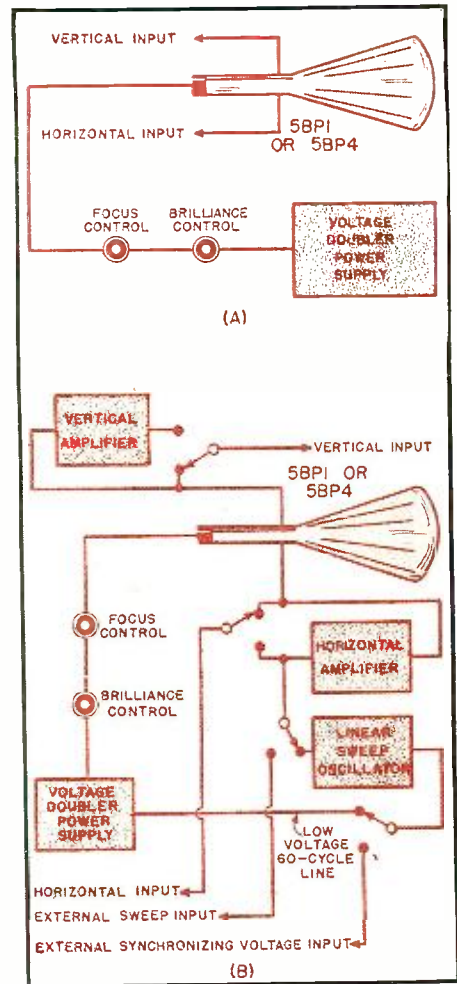 VERTICAL INPUT
HORIZONTAL INPUT
5BP1
OR 5BP4
FOCUS
CONTROL
BRILLIANCE
CONTROL
VOLTAGE
DOUBLER
POWER
SUPPLY
(A)
VERTICAL
AMPLIFIER
VERTICAL INPUT
5BP1 OR
5BP4
FOCUS
CONTROL
HORIZONTAL
AMPLIFIER
BRILLIANCE
CONTROL
LINEAR
SWEEP
OSCILLATOR
VOLTAGE
DOUBLER
POWER
SUPPLY
LOW
VOLTAGE
60-CYCLE
LINE
HORIZONTAL INPUT
EXTERNAL SWEEP INPUT
EXTERNAL SYNCHRONIZING VOLTAGE INPUT
(B)